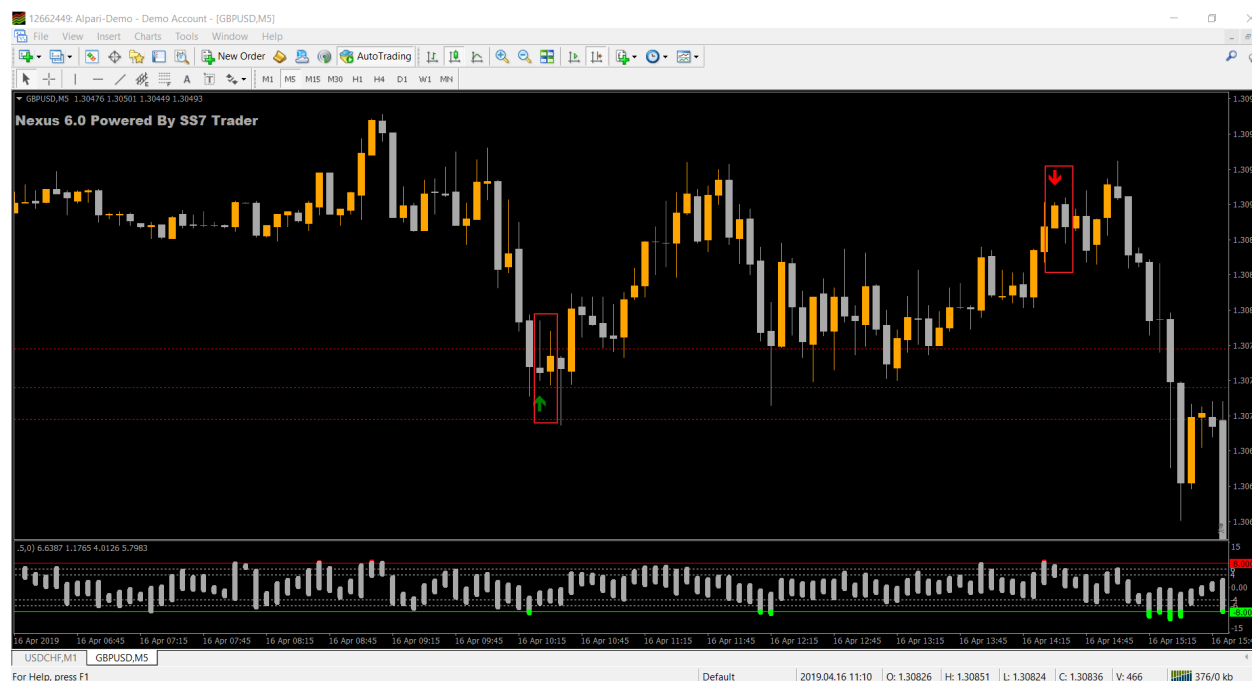 12662449: Alpari-Demo - Demo Account - [GBPUSD,M5]
File View Insert Charts Tools Window Help
New Order AutoTrading
A T M1 M5 M15 M30 H1 H4 D1 W1 MN
GBPUSD,M5 1.30476 1.30501 1.30449 1.30493
Nexus 6.0 Powered By SS7 Trader
.5,0) 6.6387 1.1765 4.0126 5.7983
15
0.00
-15
16 Apr 2019 16 Apr 06:45 16 Apr 07:15 16 Apr 07:45 16 Apr 08:15 16 Apr 08:45 16 Apr 09:15 16 Apr 09:45 16 Apr 10:15 16 Apr 10:45 16 Apr 11:15 16 Apr 11:45 16 Apr 12:15 16 Apr 12:45 16 Apr 13:15 16 Apr 13:45 16 Apr 14:15 16 Apr 14:45 16 Apr 15:15
USDCHF,M1 GBPUSD,M5
For Help, press F1 Default 2019.04.16 11:10 O: 1.30826 H: 1.30851 L: 1.30824 C: 1.30836 V: 466 376/0 kb